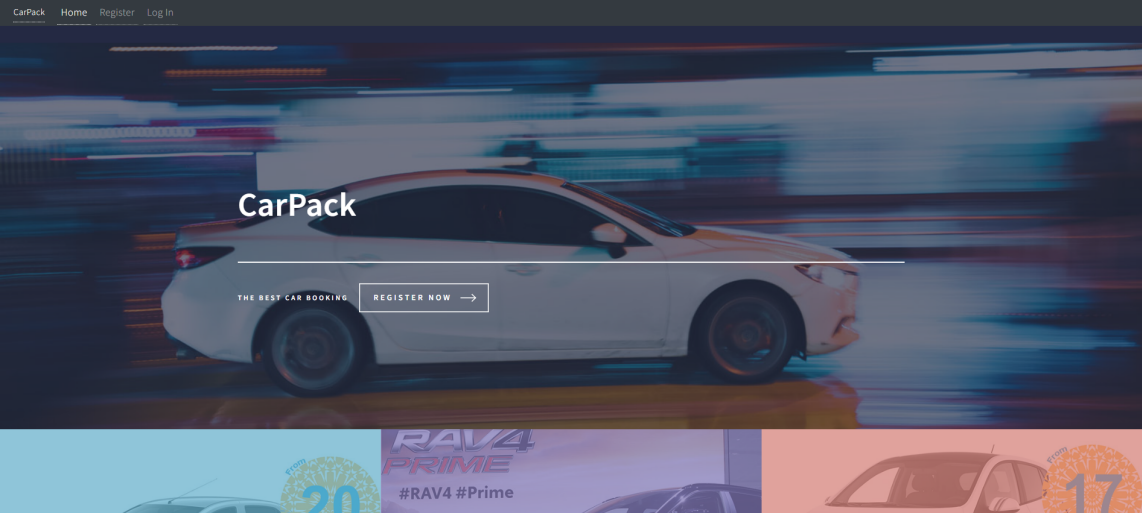 CarPack Home Register Log In
CarPack
THE BEST CAR BOOKING REGISTER NOW
From
20
RAV4
PRIME
#RAV4 #Prime
From
17